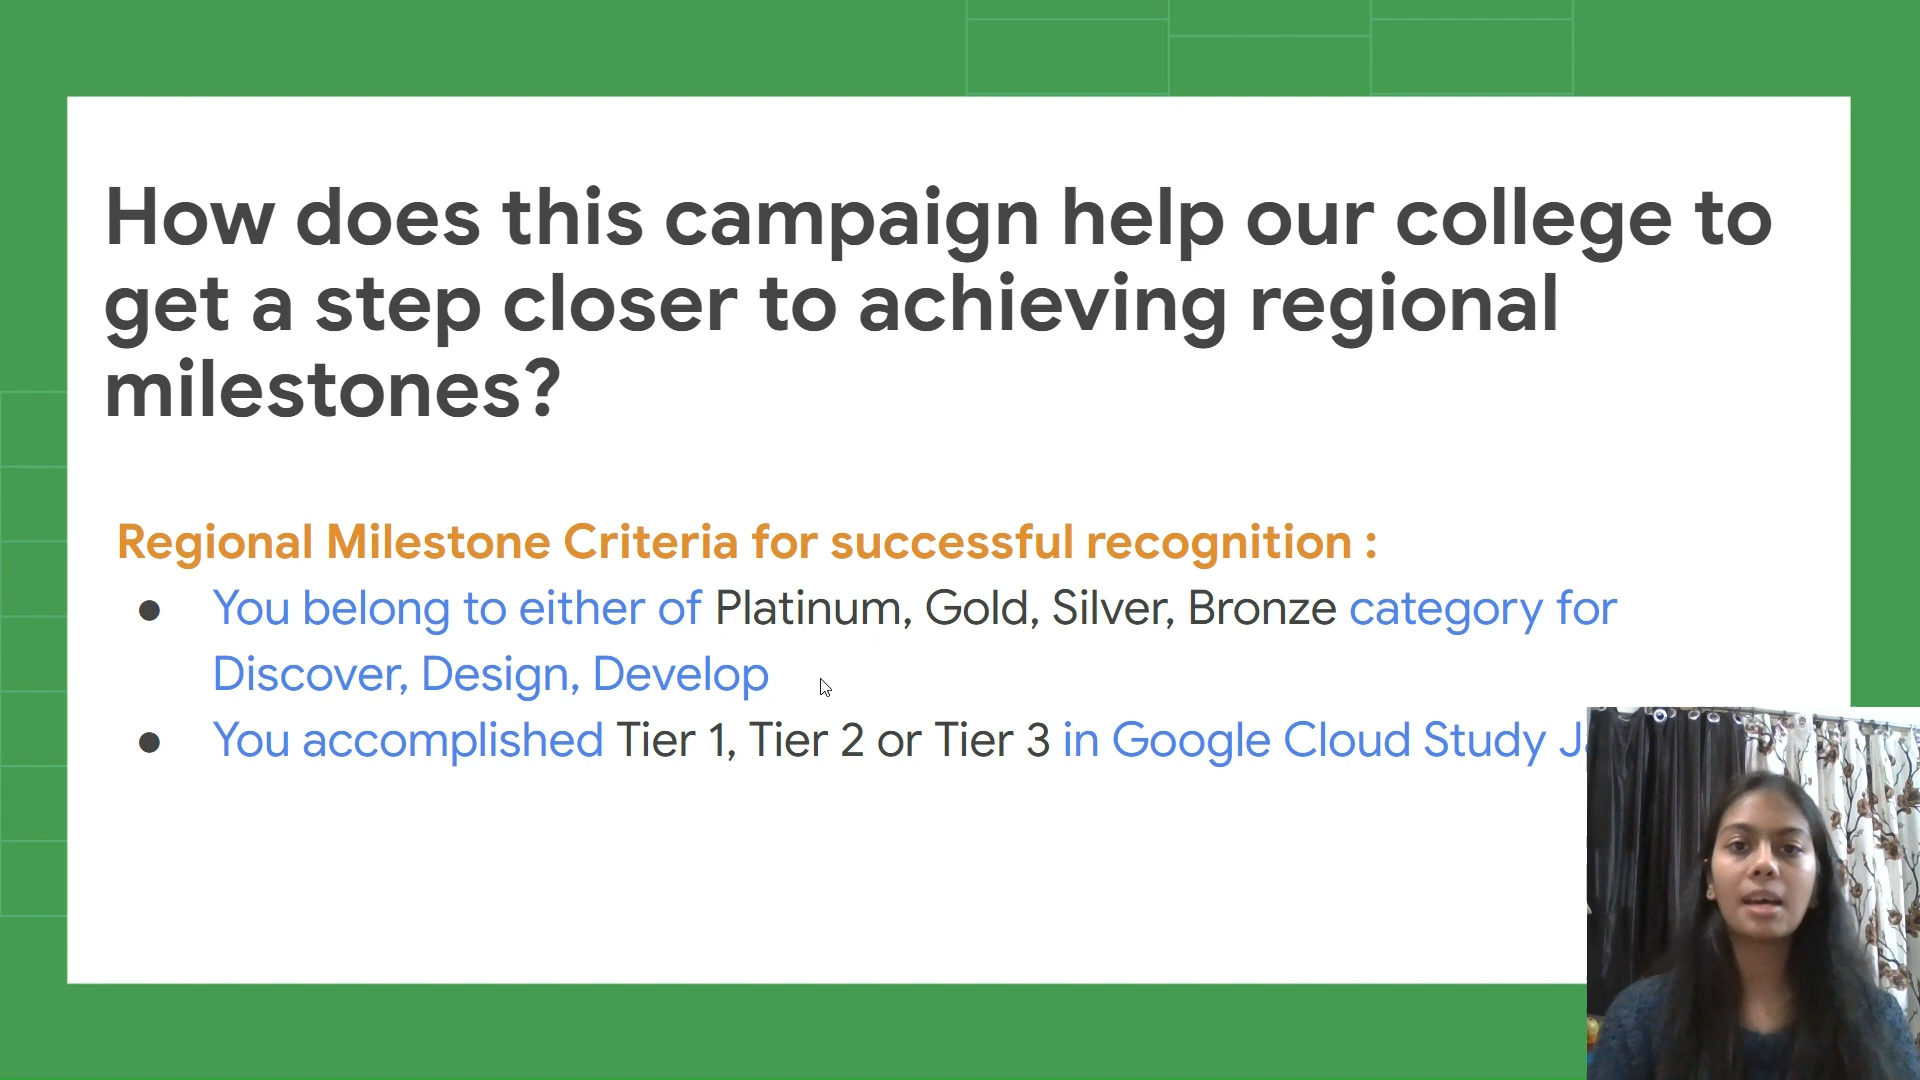 How does this campaign help our college to
get a step closer to achieving regional
milestones?
Regional Milestone Criteria for successful recognition :
● You belong to either of Platinum, Gold, Silver, Bronze category for
Discover, Design, Develop
● You accomplished Tier 1, Tier 2 or Tier 3 in Google Cloud Study